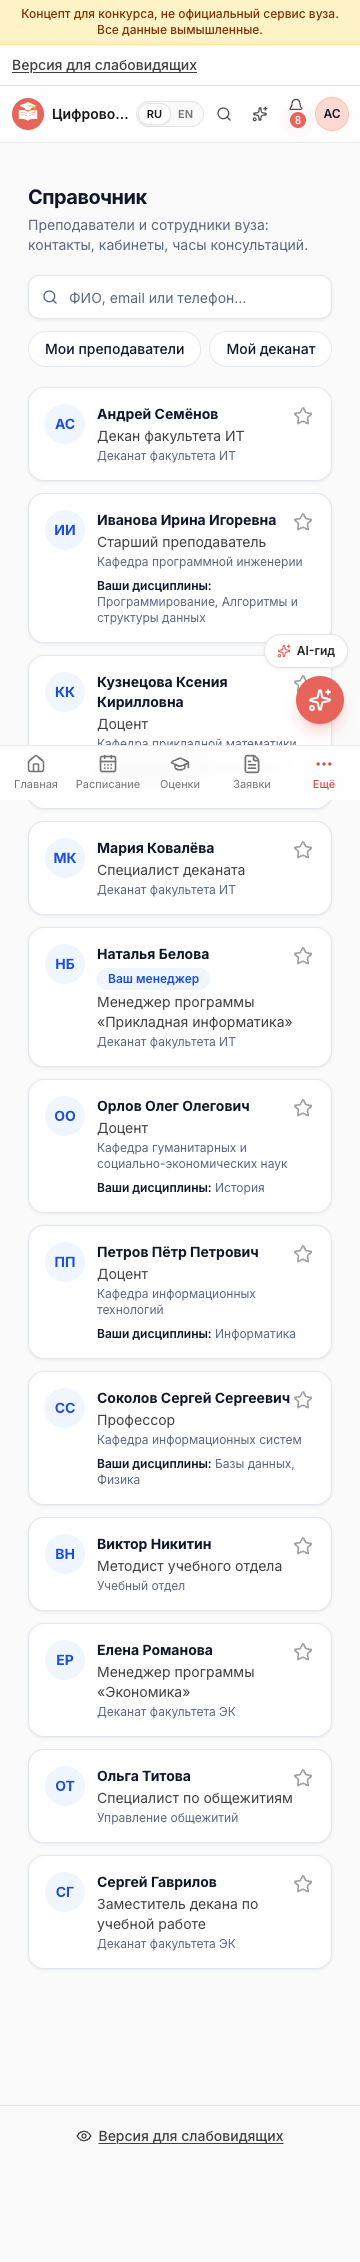 Концепт для конкурса, не официальный сервис вуза.
Все данные вымышленные.
Версия для слабовидящих
Цифрово...
RU
EN
8
АС
Справочник
Преподаватели и сотрудники вуза:
контакты, кабинеты, часы консультаций.
ФИО, email или телефон...
Мои преподаватели
Мой деканат
АС
Андрей Семёнов
Декан факультета ИТ
Деканат факультета ИТ
ИИ
Иванова Ирина Игоревна
Старший преподаватель
Кафедра программной инженерии
Ваши дисциплины:
Программирование, Алгоритмы и
структуры данных
AI-гид
КК
Кузнецова Ксения
Кирилловна
Доцент
Кафедра прикладной математики
Главная
Расписание
Оценки
Заявки
Ещё
МК
Мария Ковалёва
Специалист деканата
Деканат факультета ИТ
НБ
Наталья Белова
Ваш менеджер
Менеджер программы
«Прикладная информатика»
Деканат факультета ИТ
ОО
Орлов Олег Олегович
Доцент
Кафедра гуманитарных и
социально-экономических наук
Ваши дисциплины: История
ПП
Петров Пётр Петрович
Доцент
Кафедра информационных
технологий
Ваши дисциплины: Информатика
СС
Соколов Сергей Сергеевич
Профессор
Кафедра информационных систем
Ваши дисциплины: Базы данных,
Физика
ВН
Виктор Никитин
Методист учебного отдела
Учебный отдел
ЕР
Елена Романова
Менеджер программы
«Экономика»
Деканат факультета ЭК
ОТ
Ольга Титова
Специалист по общежитиям
Управление общежитий
СГ
Сергей Гаврилов
Заместитель декана по
учебной работе
Деканат факультета ЭК
Версия для слабовидящих